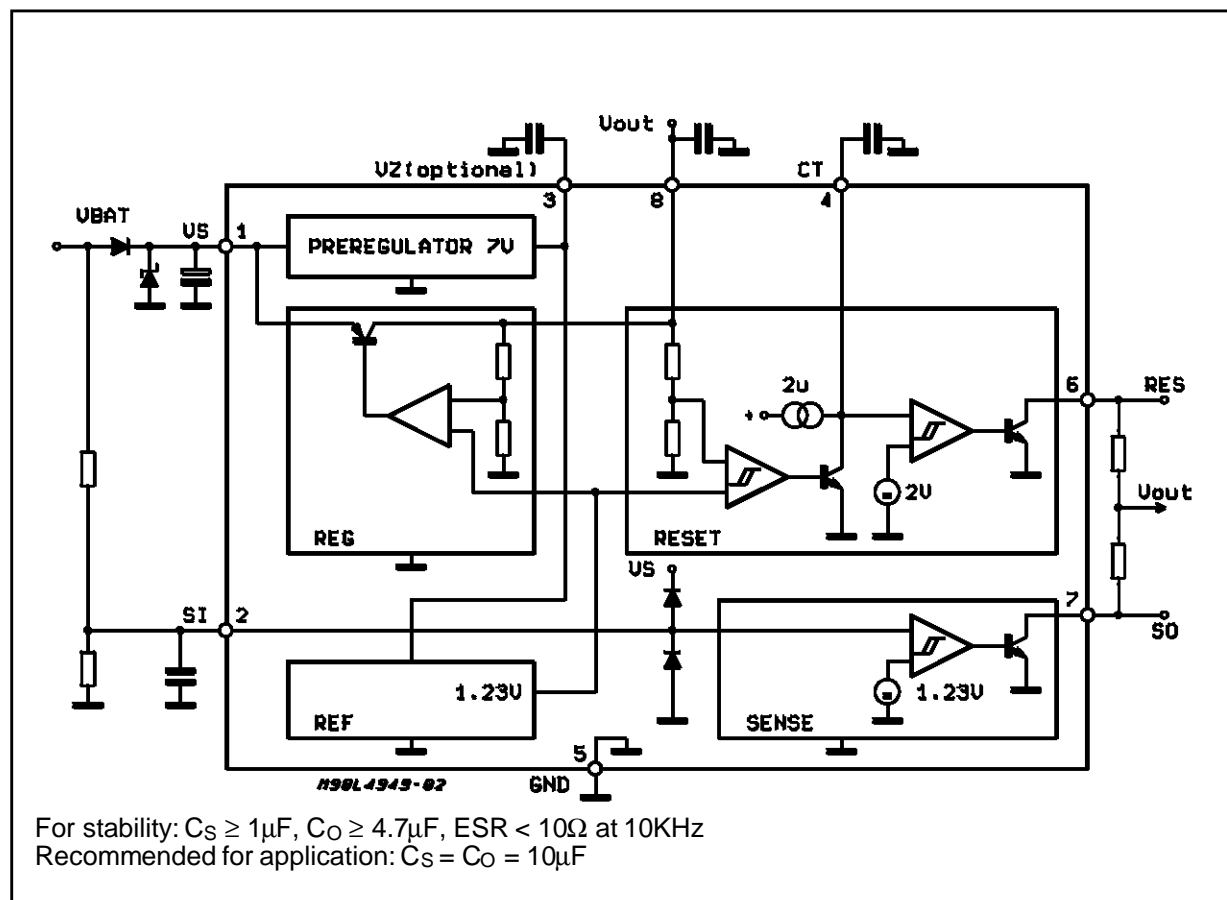 Vout
VZ(optional)
CT
3
8
4
VBAT
VS
1
PREREGULATOR 7V
2u
+
6
RES
2V
Vout
REG
RESET
VS
SI
2
7
SO
1.23V
1.23V
REF
SENSE
5
M90L4949-02
GND
For stability: CS ≥ 1μF, CO ≥ 4.7μF, ESR < 10Ω at 10KHz
Recommended for application: CS = CO = 10μF